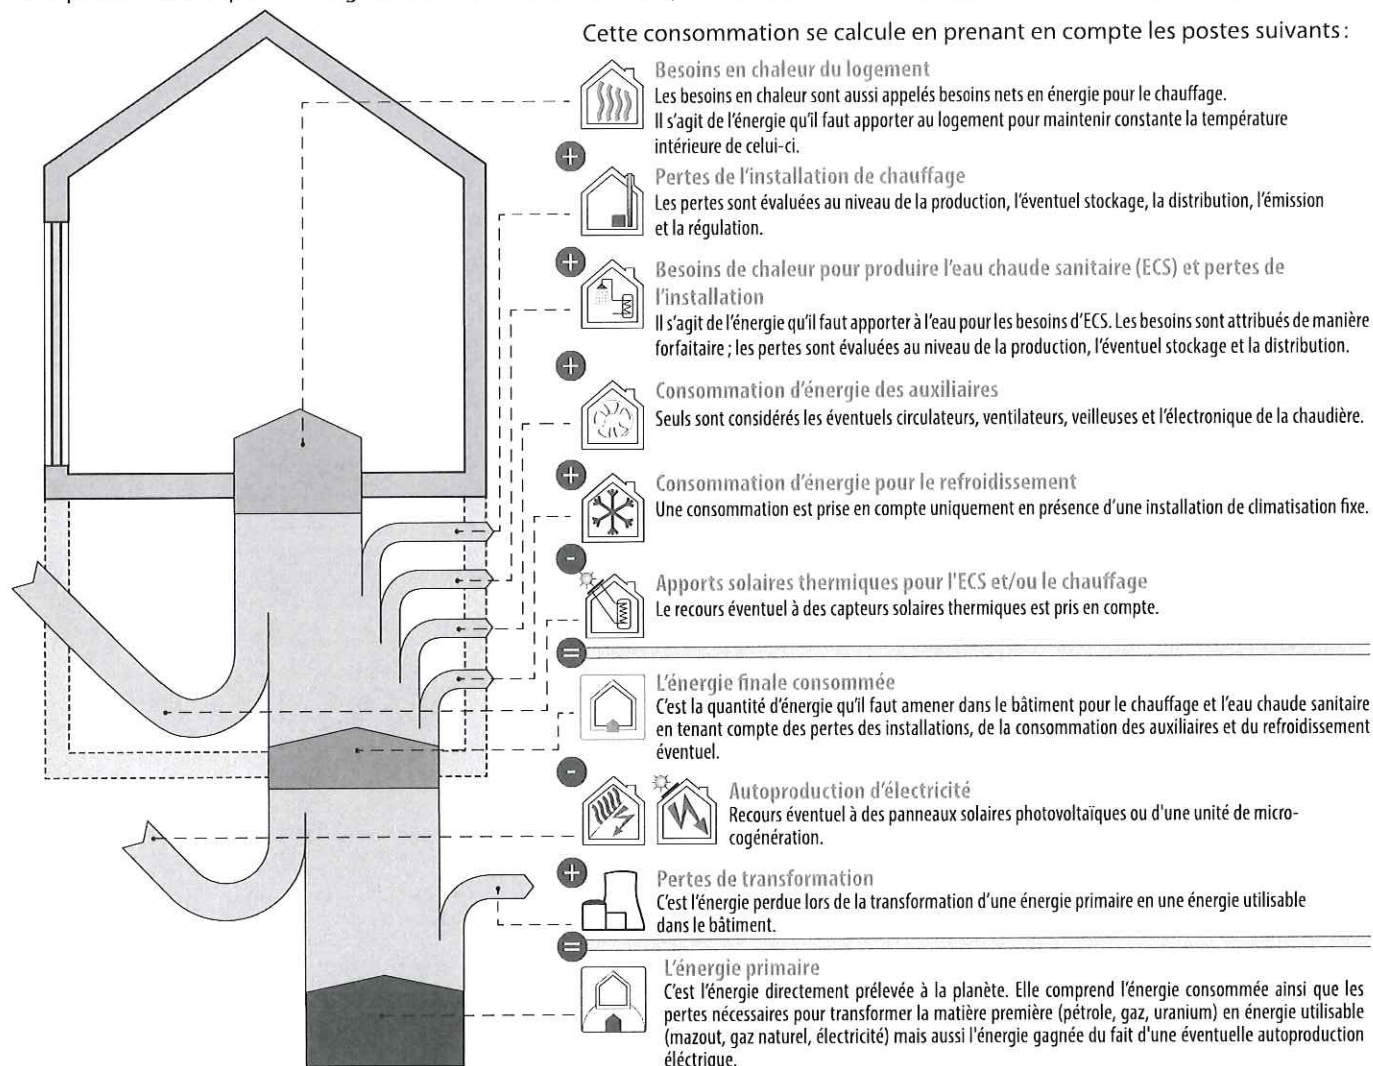 Cette consommation se calcule en prenant en compte les postes suivants :
Besoins en chaleur du logement
Les besoins en chaleur sont aussi appelés besoins nets en énergie pour le chauffage.
Il s'agit de l'énergie qu'il faut apporter au logement pour maintenir constante la température
intérieure de celui-ci.
+
Pertes de l'installation de chauffage
Les pertes sont évaluées au niveau de la production, l'éventuel stockage, la distribution, l'émission
et la régulation.
+
Besoins de chaleur pour produire l'eau chaude sanitaire (ECS) et pertes de
l'installation
Il s'agit de l'énergie qu'il faut apporter à l'eau pour les besoins d'ECS. Les besoins sont attribués de manière
forfaitaire ; les pertes sont évaluées au niveau de la production, l'éventuel stockage et la distribution.
+
Consommation d'énergie des auxiliaires
Seuls sont considérés les éventuels circulateurs, ventilateurs, veilleuses et l'électronique de la chaudière.
+
Consommation d'énergie pour le refroidissement
Une consommation est prise en compte uniquement en présence d'une installation de climatisation fixe.
-
Apports solaires thermiques pour l'ECS et/ou le chauffage
Le recours éventuel à des capteurs solaires thermiques est pris en compte.
=
L'énergie finale consommée
C'est la quantité d'énergie qu'il faut amener dans le bâtiment pour le chauffage et l'eau chaude sanitaire
en tenant compte des pertes des installations, de la consommation des auxiliaires et du refroidissement
éventuel.
-
Autoproduction d'électricité
Recours éventuel à des panneaux solaires photovoltaïques ou d'une unité de micro-
cogénération.
+
Pertes de transformation
C'est l'énergie perdue lors de la transformation d'une énergie primaire en une énergie utilisable
dans le bâtiment.
=
L'énergie primaire
C'est l'énergie directement prélevée à la planète. Elle comprend l'énergie consommée ainsi que les
pertes nécessaires pour transformer la matière première (pétrole, gaz, uranium) en énergie utilisable
(mazout, gaz naturel, électricité) mais aussi l'énergie gagnée du fait d'une éventuelle autoproduction
éléctrique.